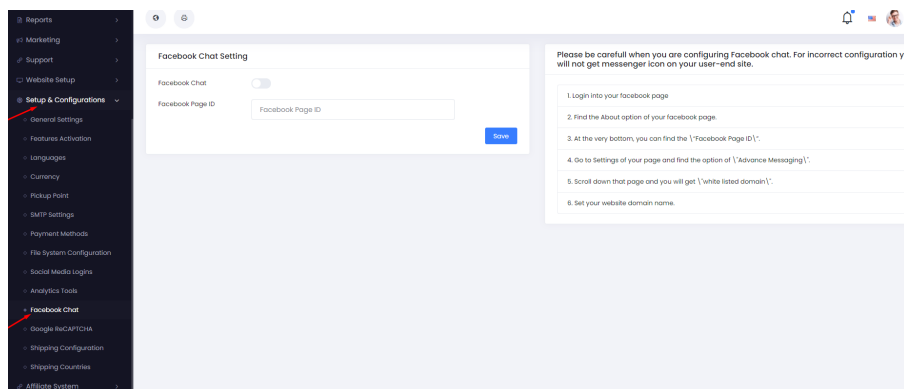 Reports
Marketing
Support
Website Setup
Setup & Configurations
General Settings
Features Activation
Languages
Currency
Pickup Point
SMTP Settings
Payment Methods
File System Configuration
Social Media Logins
Analytics Tools
Facebook Chat
Google ReCAPTCHA
Shipping Configuration
Shipping Countries
Affiliate System
Facebook Chat Setting
Facebook Chat
Facebook Page ID
Facebook Page ID
Save
Please be carefull when you are configuring Facebook chat. For incorrect configuration y
will not get messenger icon on your user-end site.
1. Login into your facebook page
2. Find the About option of your facebook page.
3. At the very bottom, you can find the \"Facebook Page ID\".
4. Go to Settings of your page and find the option of \"Advance Messaging\".
5. Scroll down that page and you will get \"white listed domain\".
6. Set your website domain name.